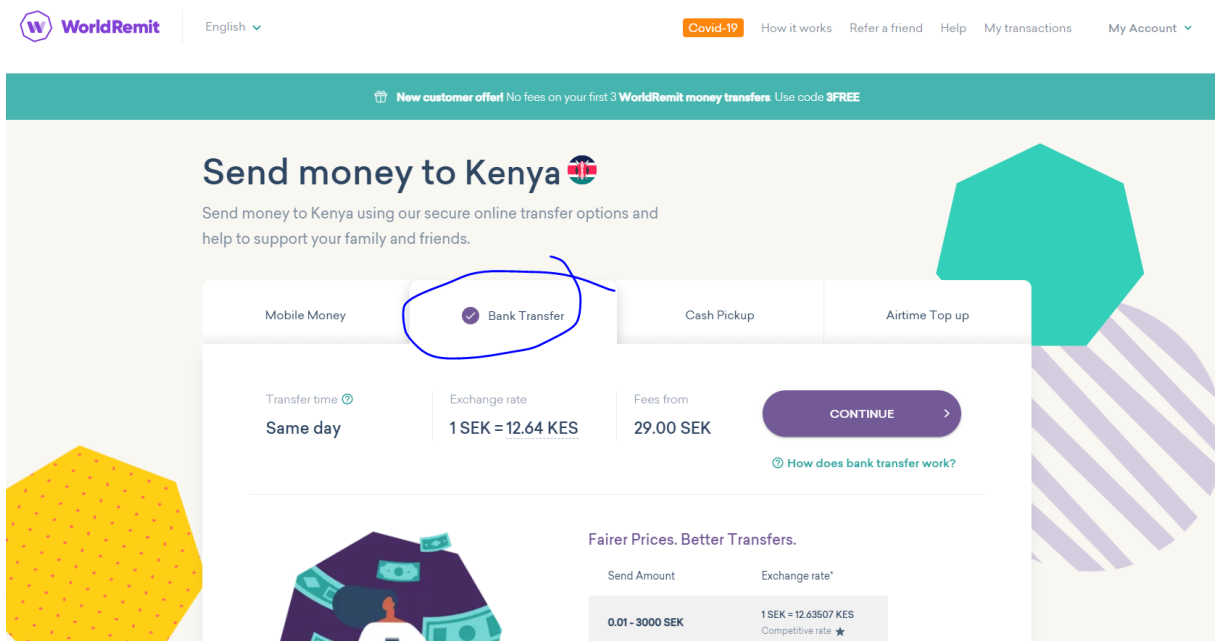 WorldRemit
English
Covid-19 How it works Refer a friend Help My transactions My Account
New customer offer! No fees on your first 3 WorldRemit money transfers. Use code 3FREE
Send money to Kenya
Send money to Kenya using our secure online transfer options and
help to support your family and friends.
Mobile Money Bank Transfer Cash Pickup Airtime Top up
Transfer time
Same day
Exchange rate
1 SEK = 12.64 KES
Fees from
29.00 SEK
CONTINUE
How does bank transfer work?
Fairer Prices. Better Transfers.
Send Amount Exchange rate*
0.01 - 3000 SEK
1 SEK = 12.63507 KES
Competitive rate